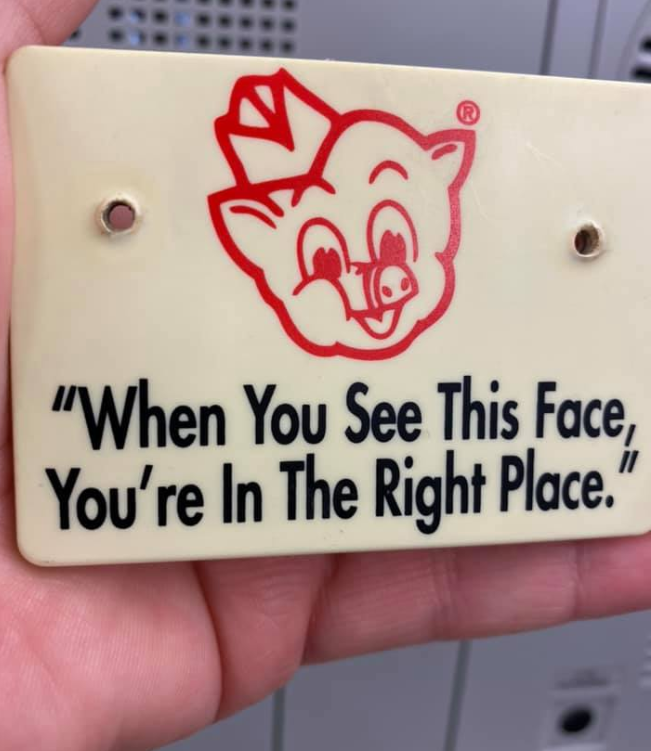 ®
“When You See This Face,
You’re In The Right Place.”